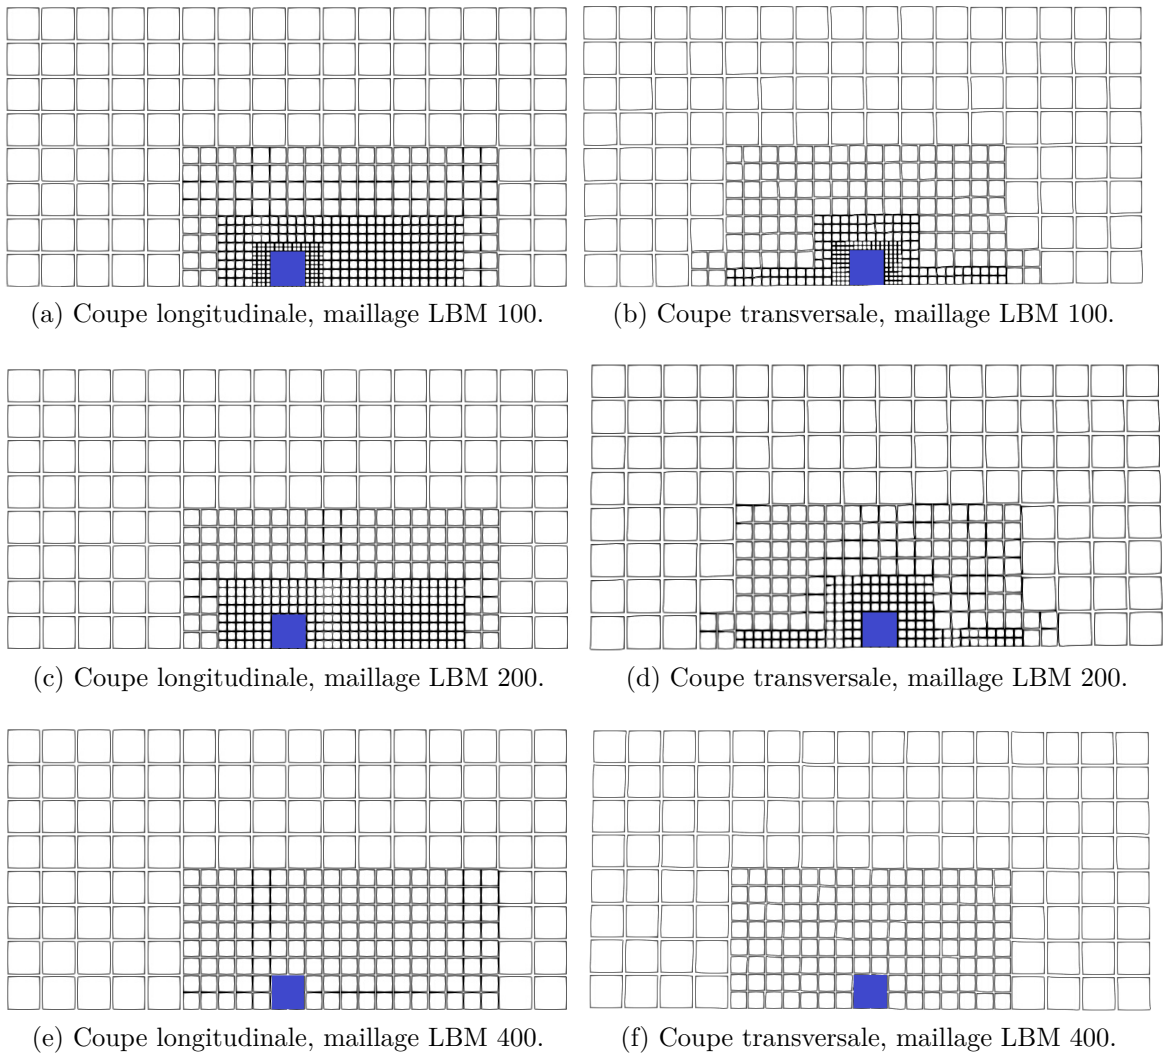 (a) Coupe longitudinale, maillage LBM 100.
(b) Coupe transversale, maillage LBM 100.
(c) Coupe longitudinale, maillage LBM 200.
(d) Coupe transversale, maillage LBM 200.
(e) Coupe longitudinale, maillage LBM 400.
(f) Coupe transversale, maillage LBM 400.